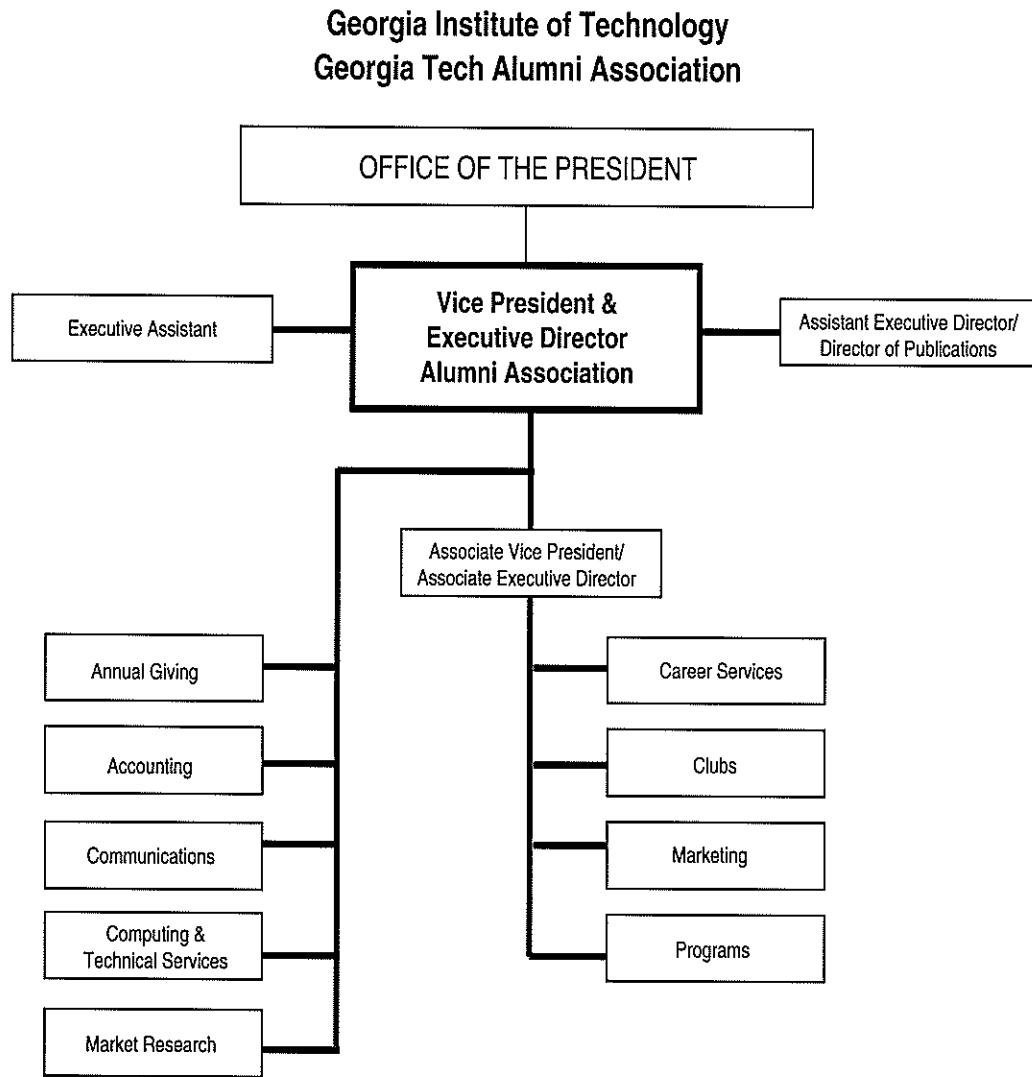 Georgia Institute of Technology
Georgia Tech Alumni Association
OFFICE OF THE PRESIDENT
Executive Assistant
Vice President &
Executive Director
Alumni Association
Assistant Executive Director/
Director of Publications
Associate Vice President/
Associate Executive Director
Annual Giving
Accounting
Communications
Computing &
Technical Services
Market Research
Career Services
Clubs
Marketing
Programs